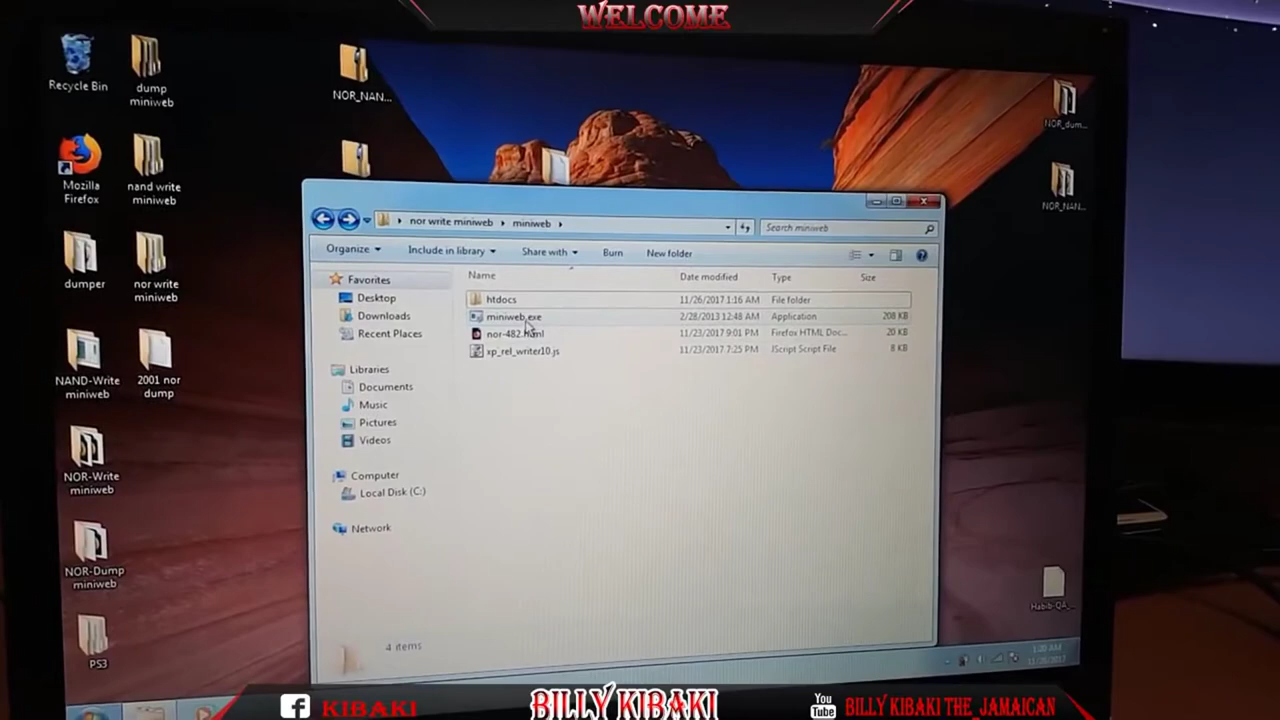 WELCOME
Recycle Bin
dump
miniweb
NOR_NAN...
NOR_dum...
Mozilla
Firefox
nand write
miniweb
NOR_NAN...
nor write miniweb
miniweb
Search miniweb
Organize
Include in library
Share with
Burn
New folder
dumper
nor write
miniweb
Favorites
Desktop
Downloads
Recent Places
Libraries
Documents
Music
Pictures
Videos
Computer
Local Disk (C:)
Network
Name
Date modified
Type
Size
htdocs
11/26/2017 1:16 AM
File folder
miniweb.exe
2/28/2013 12:48 AM
Application
208 KB
nor-482.html
11/23/2017 9:01 PM
Firefox HTML Doc...
20 KB
xp_rel_writer10.js
11/23/2017 7:25 PM
JScript Script File
8 KB
NAND-Write
miniweb
2001 nor
dump
NOR-Write
miniweb
NOR-Dump
miniweb
PS3
4 items
Habib-QA_...
f KIBAKI
BILLY KIBAKI
You
Tube
BILLY KIBAKI THE_JAMAICAN